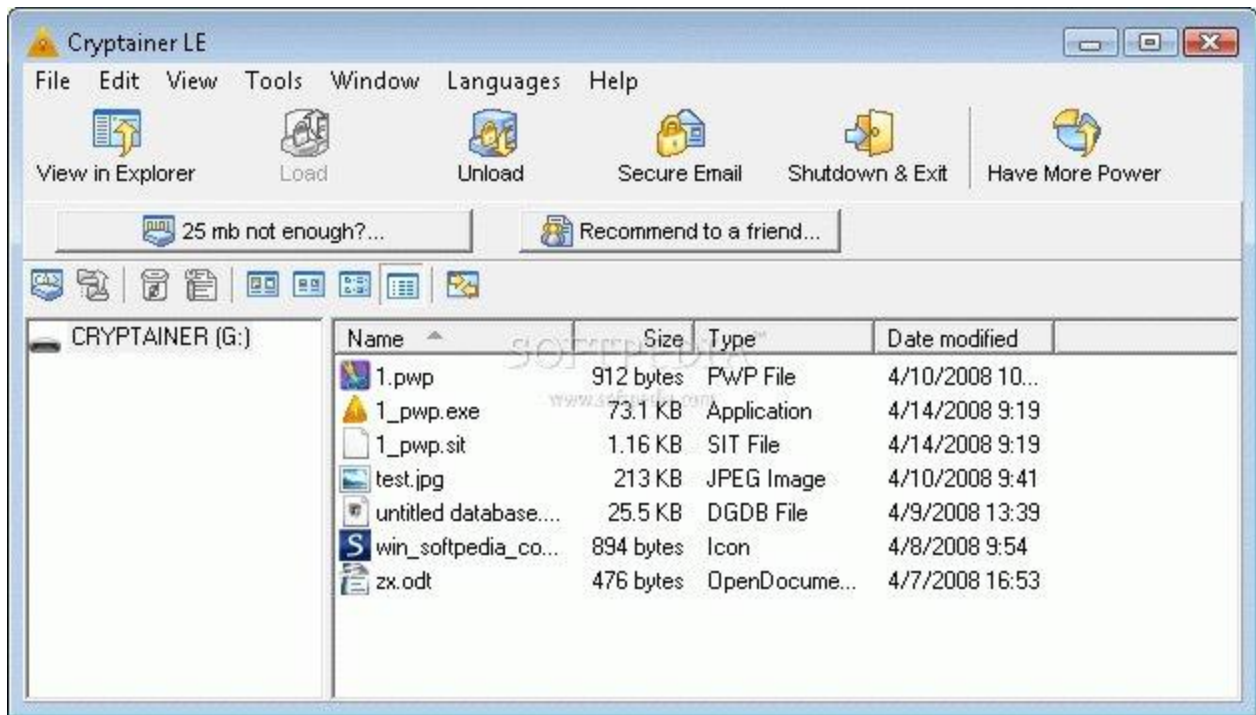 Cryptainer LE
File Edit View Tools Window Languages Help
View in Explorer Load Unload Secure Email Shutdown & Exit Have More Power
25 mb not enough?... Recommend to a friend...
CRYPTAINER (G:)
Name Size Type Date modified
SOFTPEDIA™
1.pwp 912 bytes PWP File 4/10/2008 10...
www.softpedia.com
1_pwp.exe 73.1 KB Application 4/14/2008 9:19
1_pwp.sit 1.16 KB SIT File 4/14/2008 9:19
test.jpg 213 KB JPEG Image 4/10/2008 9:41
untitled database.... 25.5 KB DGDB File 4/9/2008 13:39
win_softpedia_co... 894 bytes Icon 4/8/2008 9:54
zx.odt 476 bytes OpenDocume... 4/7/2008 16:53